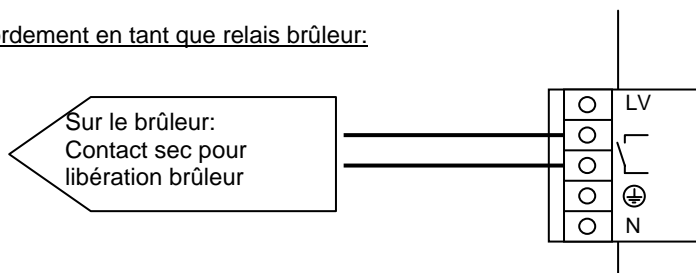 rdement en tant que relais brûleur:
Sur le brûleur:
Contact sec pour
libération brûleur
LV
N